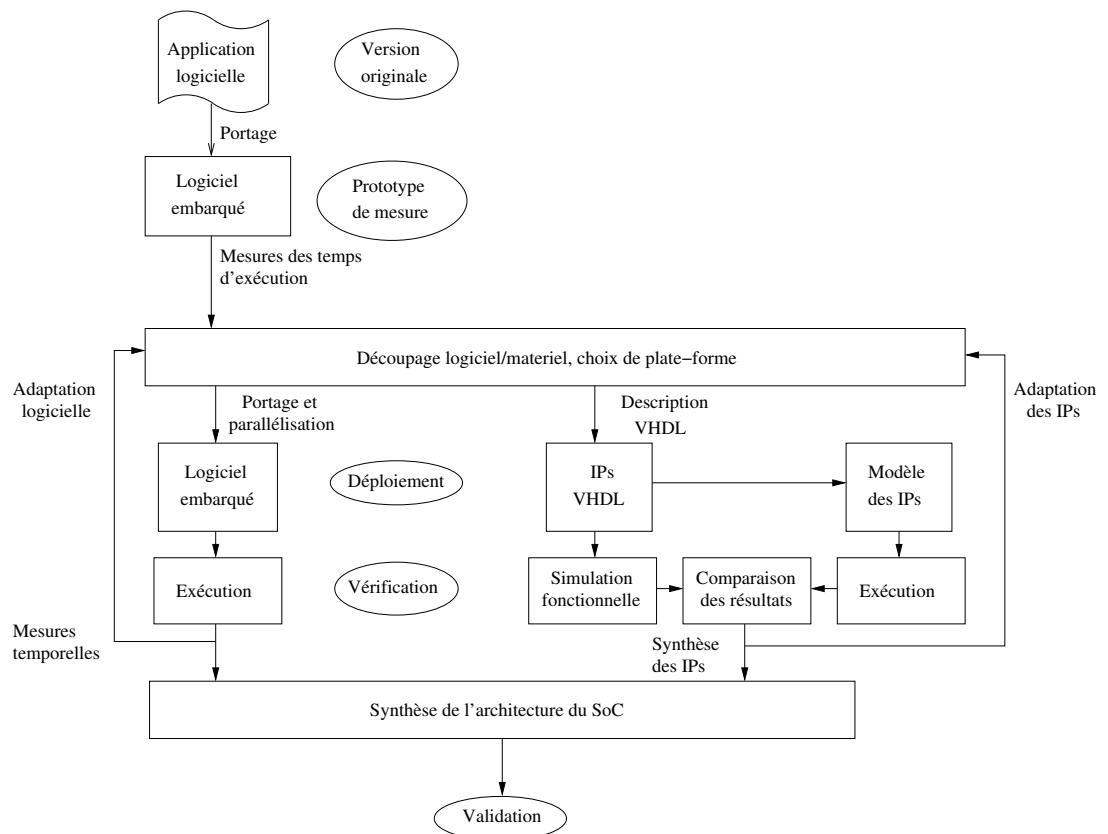 Application
logicielle
Version
originale
Portage
Logiciel
embarqué
Prototype
de mesure
Mesures des temps
d'exécution
Découpage logiciel/materiel, choix de plate−forme
Adaptation
logicielle
Portage et
parallélisation
Description
VHDL
Adaptation
des IPs
Logiciel
embarqué
Déploiement
IPs
VHDL
Modèle
des IPs
Exécution
Vérification
Simulation
fonctionnelle
Comparaison
des résultats
Exécution
Mesures
temporelles
Synthèse
des IPs
Synthèse de l'architecture du SoC
Validation